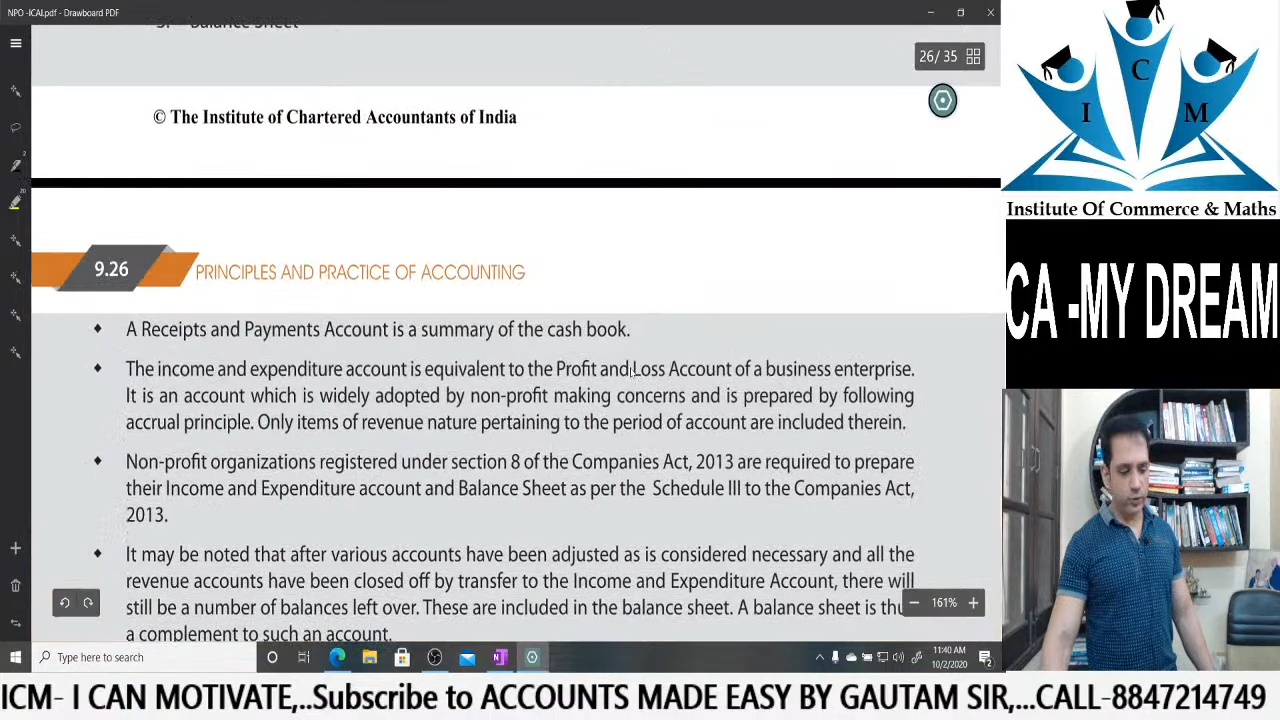 NPO -ICAI.pdf - Drawboard PDF
3. Balance Sheet
26/ 35
© The Institute of Chartered Accountants of India
9.26
PRINCIPLES AND PRACTICE OF ACCOUNTING
♦ A Receipts and Payments Account is a summary of the cash book.
♦ The income and expenditure account is equivalent to the Profit and Loss Account of a business enterprise.
It is an account which is widely adopted by non-profit making concerns and is prepared by following
accrual principle. Only items of revenue nature pertaining to the period of account are included therein.
♦ Non-profit organizations registered under section 8 of the Companies Act, 2013 are required to prepare
their Income and Expenditure account and Balance Sheet as per the Schedule III to the Companies Act,
2013.
♦ It may be noted that after various accounts have been adjusted as is considered necessary and all the
revenue accounts have been closed off by transfer to the Income and Expenditure Account, there will
still be a number of balances left over. These are included in the balance sheet. A balance sheet is thu
a complement to such an account.
161%
Type here to search
11:40 AM
10/2/2020
I C M
Institute Of Commerce & Maths
CA -MY DREAM
ICM- I CAN MOTIVATE,..Subscribe to ACCOUNTS MADE EASY BY GAUTAM SIR,...CALL-8847214749